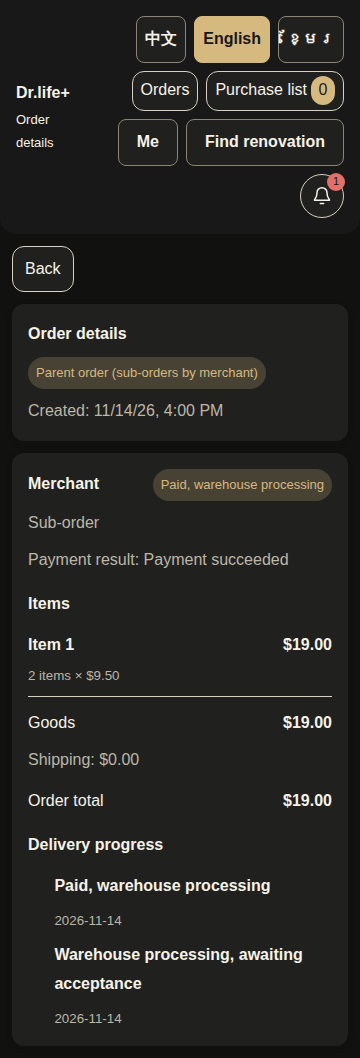 中文
English
ខ្មែរ
Dr.life+
Order
details
Orders
Purchase list 0
Me
Find renovation
1
Back
Order details
Parent order (sub-orders by merchant)
Created: 11/14/26, 4:00 PM
Merchant
Paid, warehouse processing
Sub-order
Payment result: Payment succeeded
Items
Item 1 $19.00
2 items × $9.50
Goods $19.00
Shipping: $0.00
Order total $19.00
Delivery progress
Paid, warehouse processing
2026-11-14
Warehouse processing, awaiting
acceptance
2026-11-14